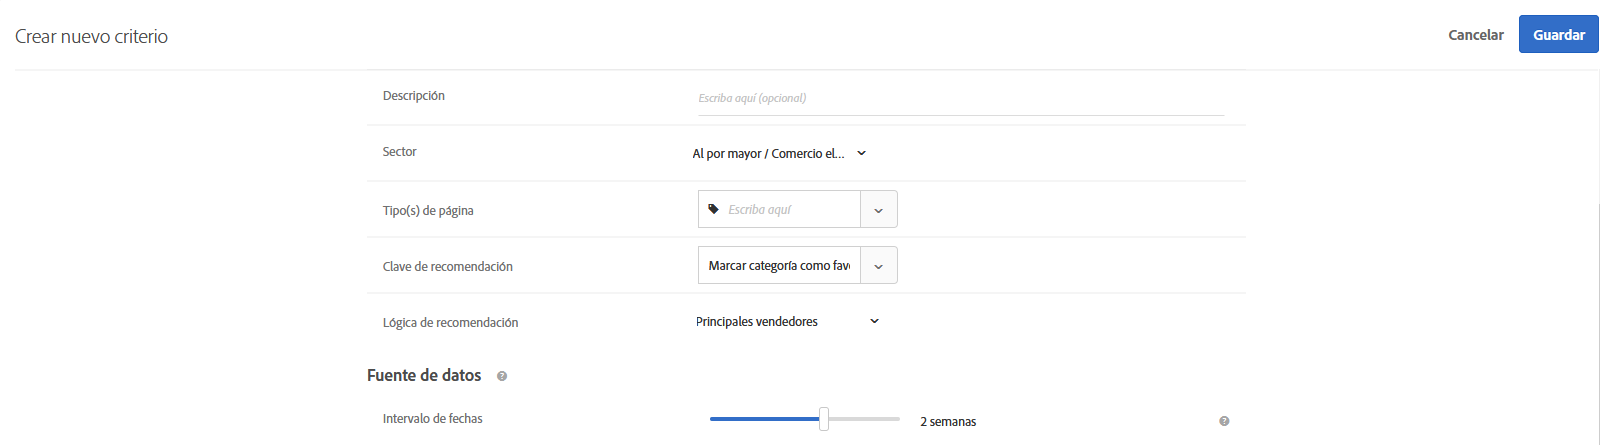 Crear nuevo criterio
Cancelar
Guardar
Descripción
Escriba aquí (opcional)
Sector
Al por mayor / Comercio el...
Tipo(s) de página
Escriba aquí
Clave de recomendación
Marcar categoría como fav
Lógica de recomendación
Principales vendedores
Fuente de datos
Intervalo de fechas
2 semanas